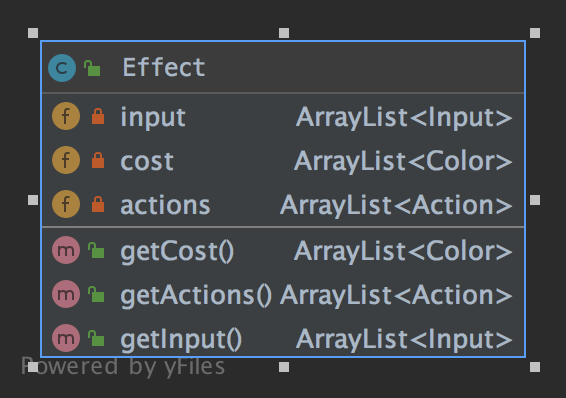 C Effect
f input ArrayList<Input>
f cost ArrayList<Color>
f actions ArrayList<Action>
m getCost() ArrayList<Color>
m getActions() ArrayList<Action>
m getInput() ArrayList<Input>
Powered by yFiles